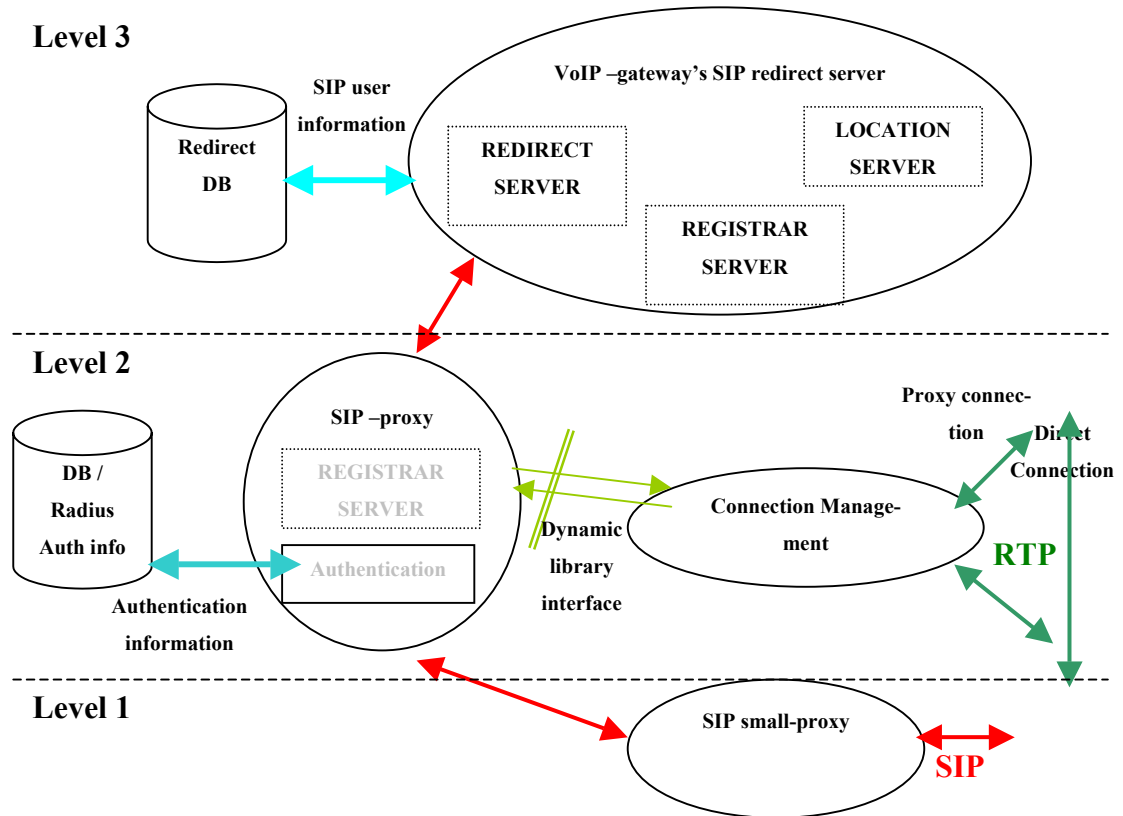 Level 3
VoIP –gateway's SIP redirect server
SIP user
information
Redirect
DB
REDIRECT
SERVER
LOCATION
SERVER
REGISTRAR
SERVER
Level 2
SIP –proxy
REGISTRAR
SERVER
Authentication
DB /
Radius
Auth info
Authentication
information
Dynamic
library
interface
Connection Manage-
ment
Proxy connec-
tion
Direct
Connection
RTP
Level 1
SIP small-proxy
SIP